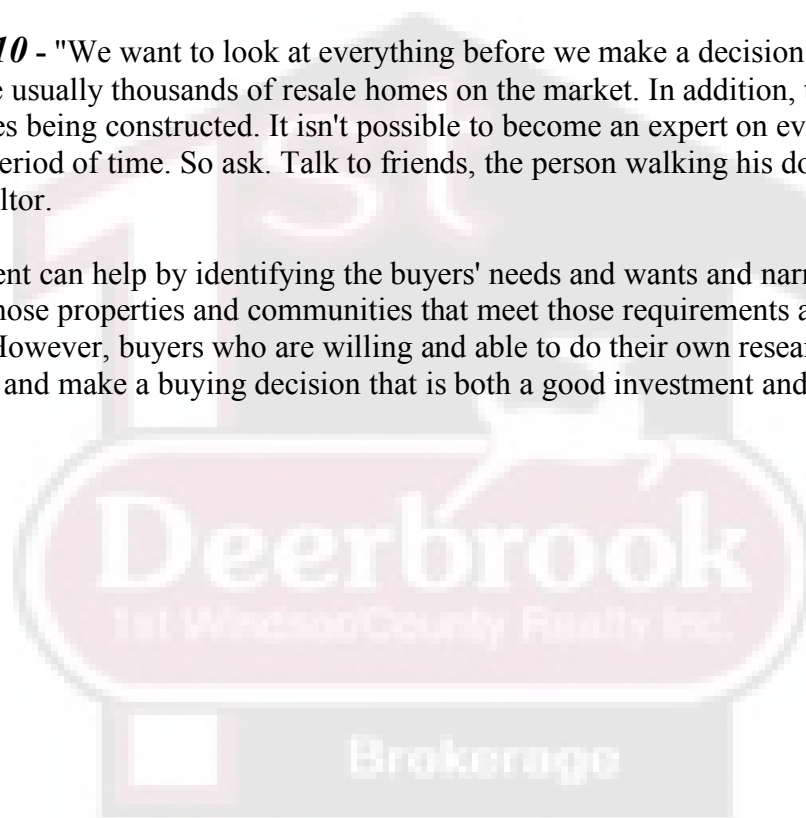 10 - "We want to look at everything before we make a decision
usually thousands of resale homes on the market. In addition, t
es being constructed. It isn't possible to become an expert on ev
eriod of time. So ask. Talk to friends, the person walking his do
ltor.
ent can help by identifying the buyers' needs and wants and narr
hose properties and communities that meet those requirements a
However, buyers who are willing and able to do their own resear
and make a buying decision that is both a good investment and
1st
Deerbrook
1st Windsor/County Realty Inc.
Brokerage